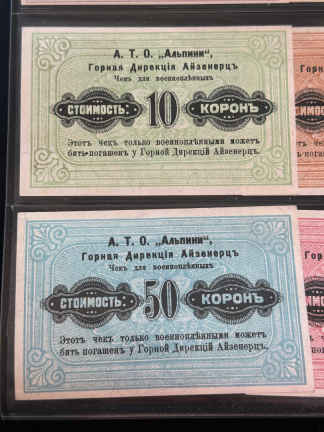 А. Т. О. „Альпини",
Горная Дирекція Айзенерцъ
Чекъ для военноплѣнныхъ
СТОИМОСТЬ: 10 КОРОНЪ
Этотъ чекъ только военноплѣнными можетъ
быть погашенъ у Горной Дирекцій Айзенерцъ.
А. Т. О. „Альпини",
Горная Дирекція Айзенерцъ
Чекъ для военноплѣнныхъ
СТОИМОСТЬ: 50 КОРОНЪ
Этотъ чекъ только военноплѣнными можетъ
быть погашенъ у Горной Дирекцій Айзенерцъ.